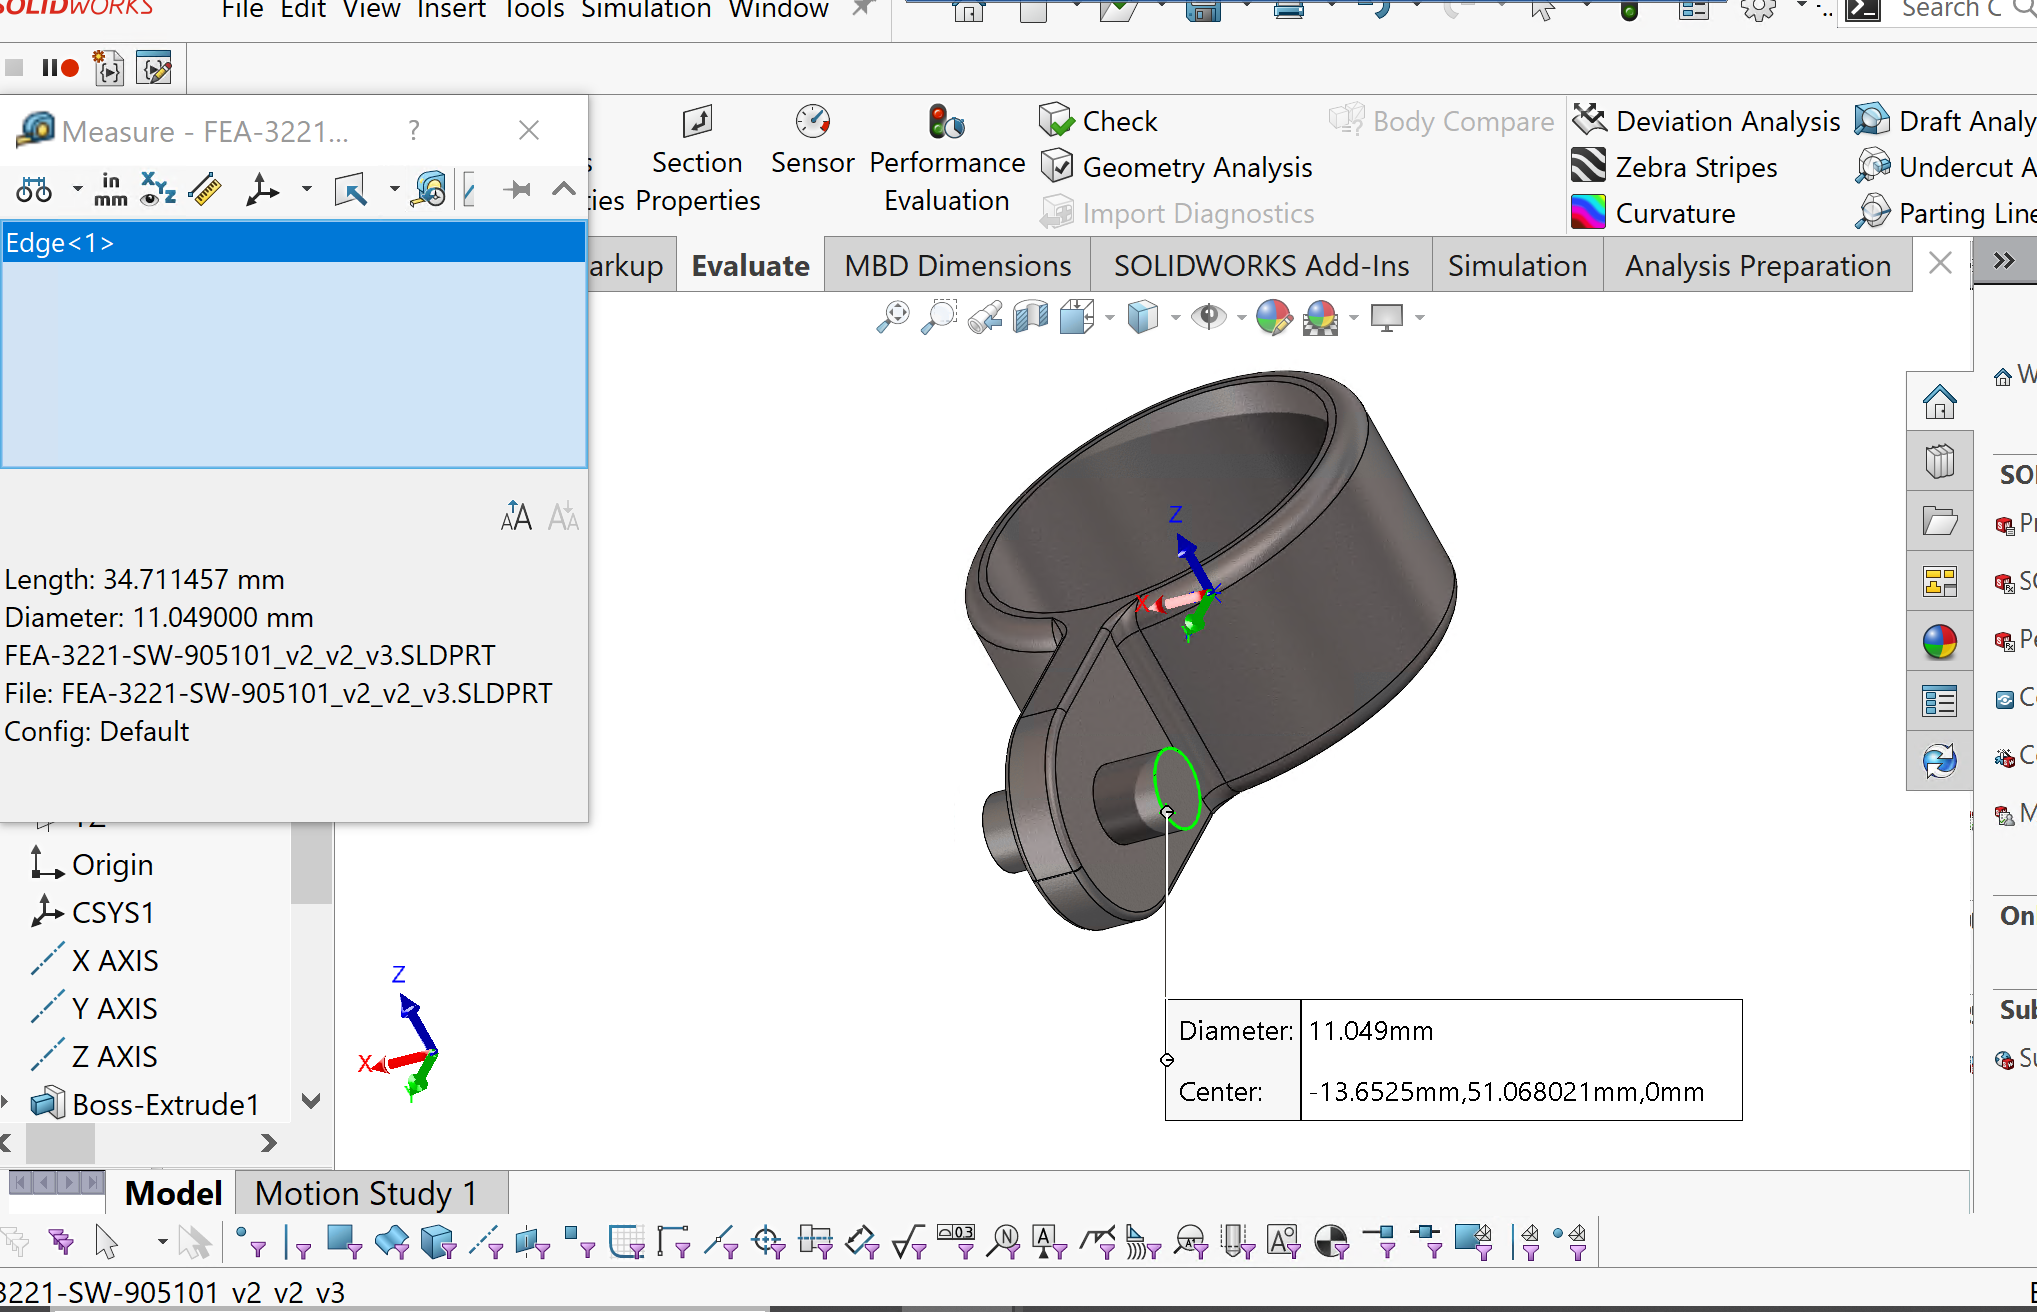 SOLIDWORKS
File Edit View Insert Tools Simulation Window
Search C
Measure - FEA-3221... ?
in
mm
XYZ
Edge<1>
Length: 34.711457 mm
Diameter: 11.049000 mm
FEA-3221-SW-905101_v2_v2_v3.SLDPRT
File: FEA-3221-SW-905101_v2_v2_v3.SLDPRT
Config: Default
Section
Properties
Sensor
Performance
Evaluation
Check
Geometry Analysis
Import Diagnostics
Body Compare
Deviation Analysis
Zebra Stripes
Curvature
Draft Analy
Undercut A
Parting Line
arkup
Evaluate
MBD Dimensions
SOLIDWORKS Add-Ins
Simulation
Analysis Preparation
Z
X
Y
Z
X
Y
Origin
CSYS1
X AXIS
Y AXIS
Z AXIS
Boss-Extrude1
Diameter: 11.049mm
Center: -13.6525mm,51.068021mm,0mm
Model
Motion Study 1
3221-SW-905101_v2_v2_v3